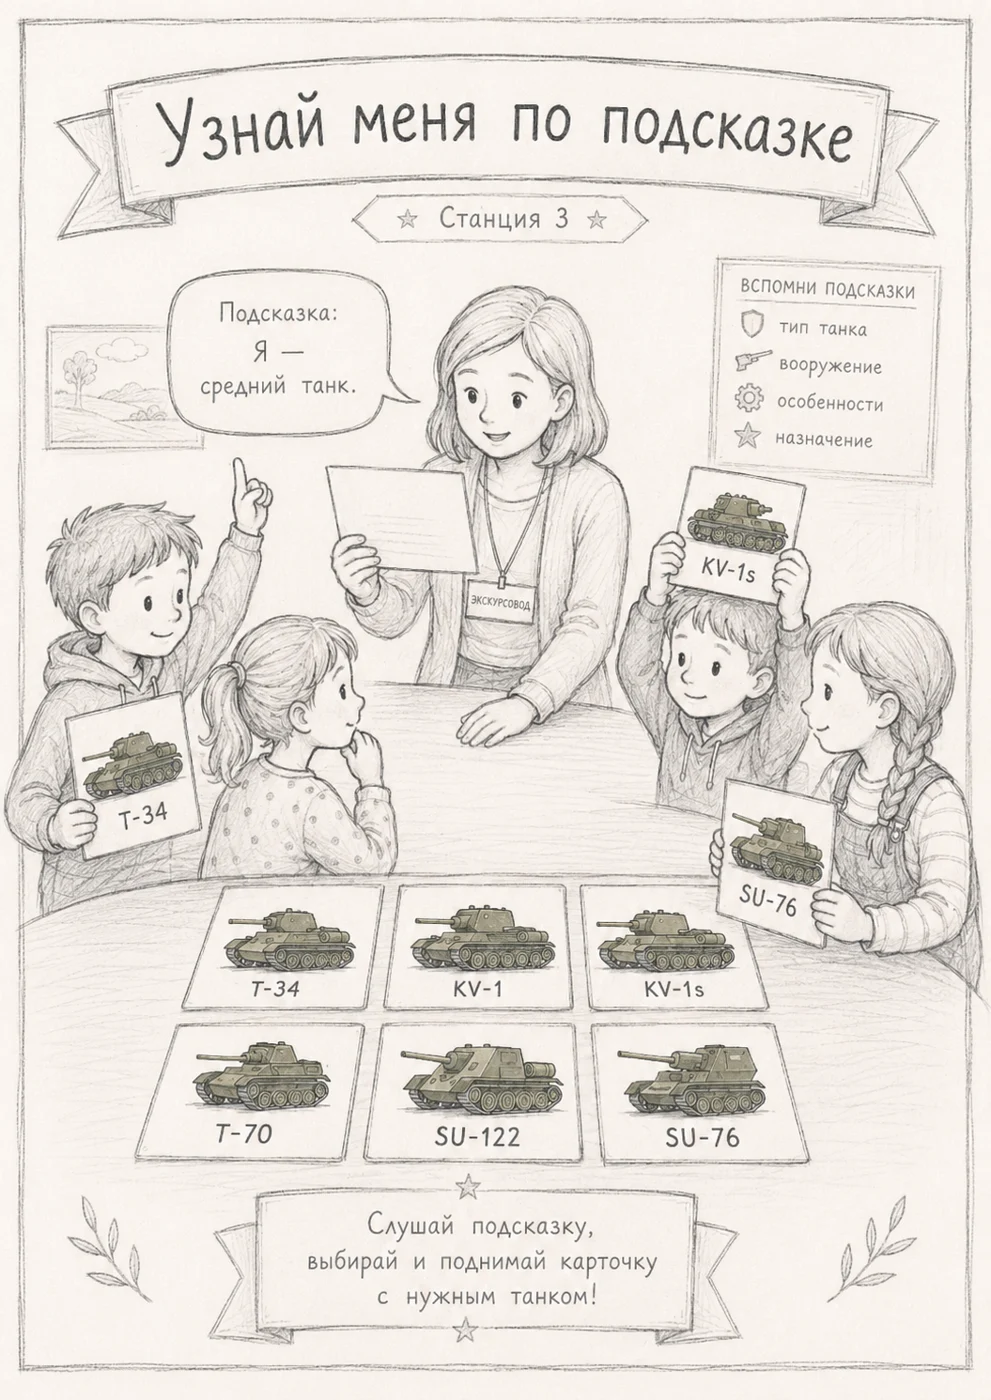 Узнай меня по подсказке
Станция 3
Подсказка:
Я —
средний танк.
ВСПОМНИ ПОДСКАЗКИ
тип танка
вооружение
особенности
назначение
ЭКСКУРСОВОД
KV-1s
T-34
SU-76
T-34
KV-1
KV-1s
T-70
SU-122
SU-76
Слушай подсказку,
выбирай и поднимай карточку
с нужным танком!